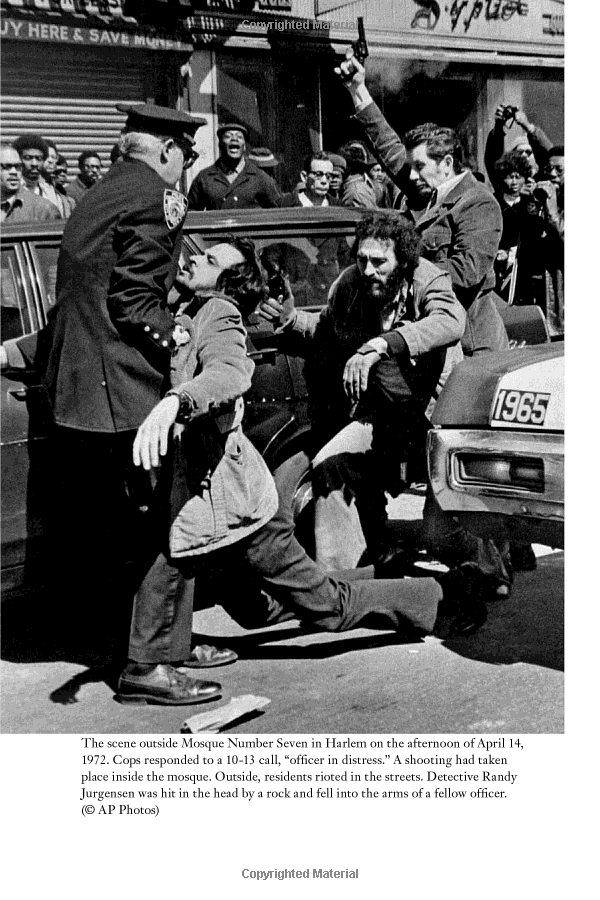 Copyrighted Material
UY HERE & SAVE MONEY
1965
The scene outside Mosque Number Seven in Harlem on the afternoon of April 14,
1972. Cops responded to a 10-13 call, “officer in distress.” A shooting had taken
place inside the mosque. Outside, residents rioted in the streets. Detective Randy
Jurgensen was hit in the head by a rock and fell into the arms of a fellow officer.
(© AP Photos)
Copyrighted Material